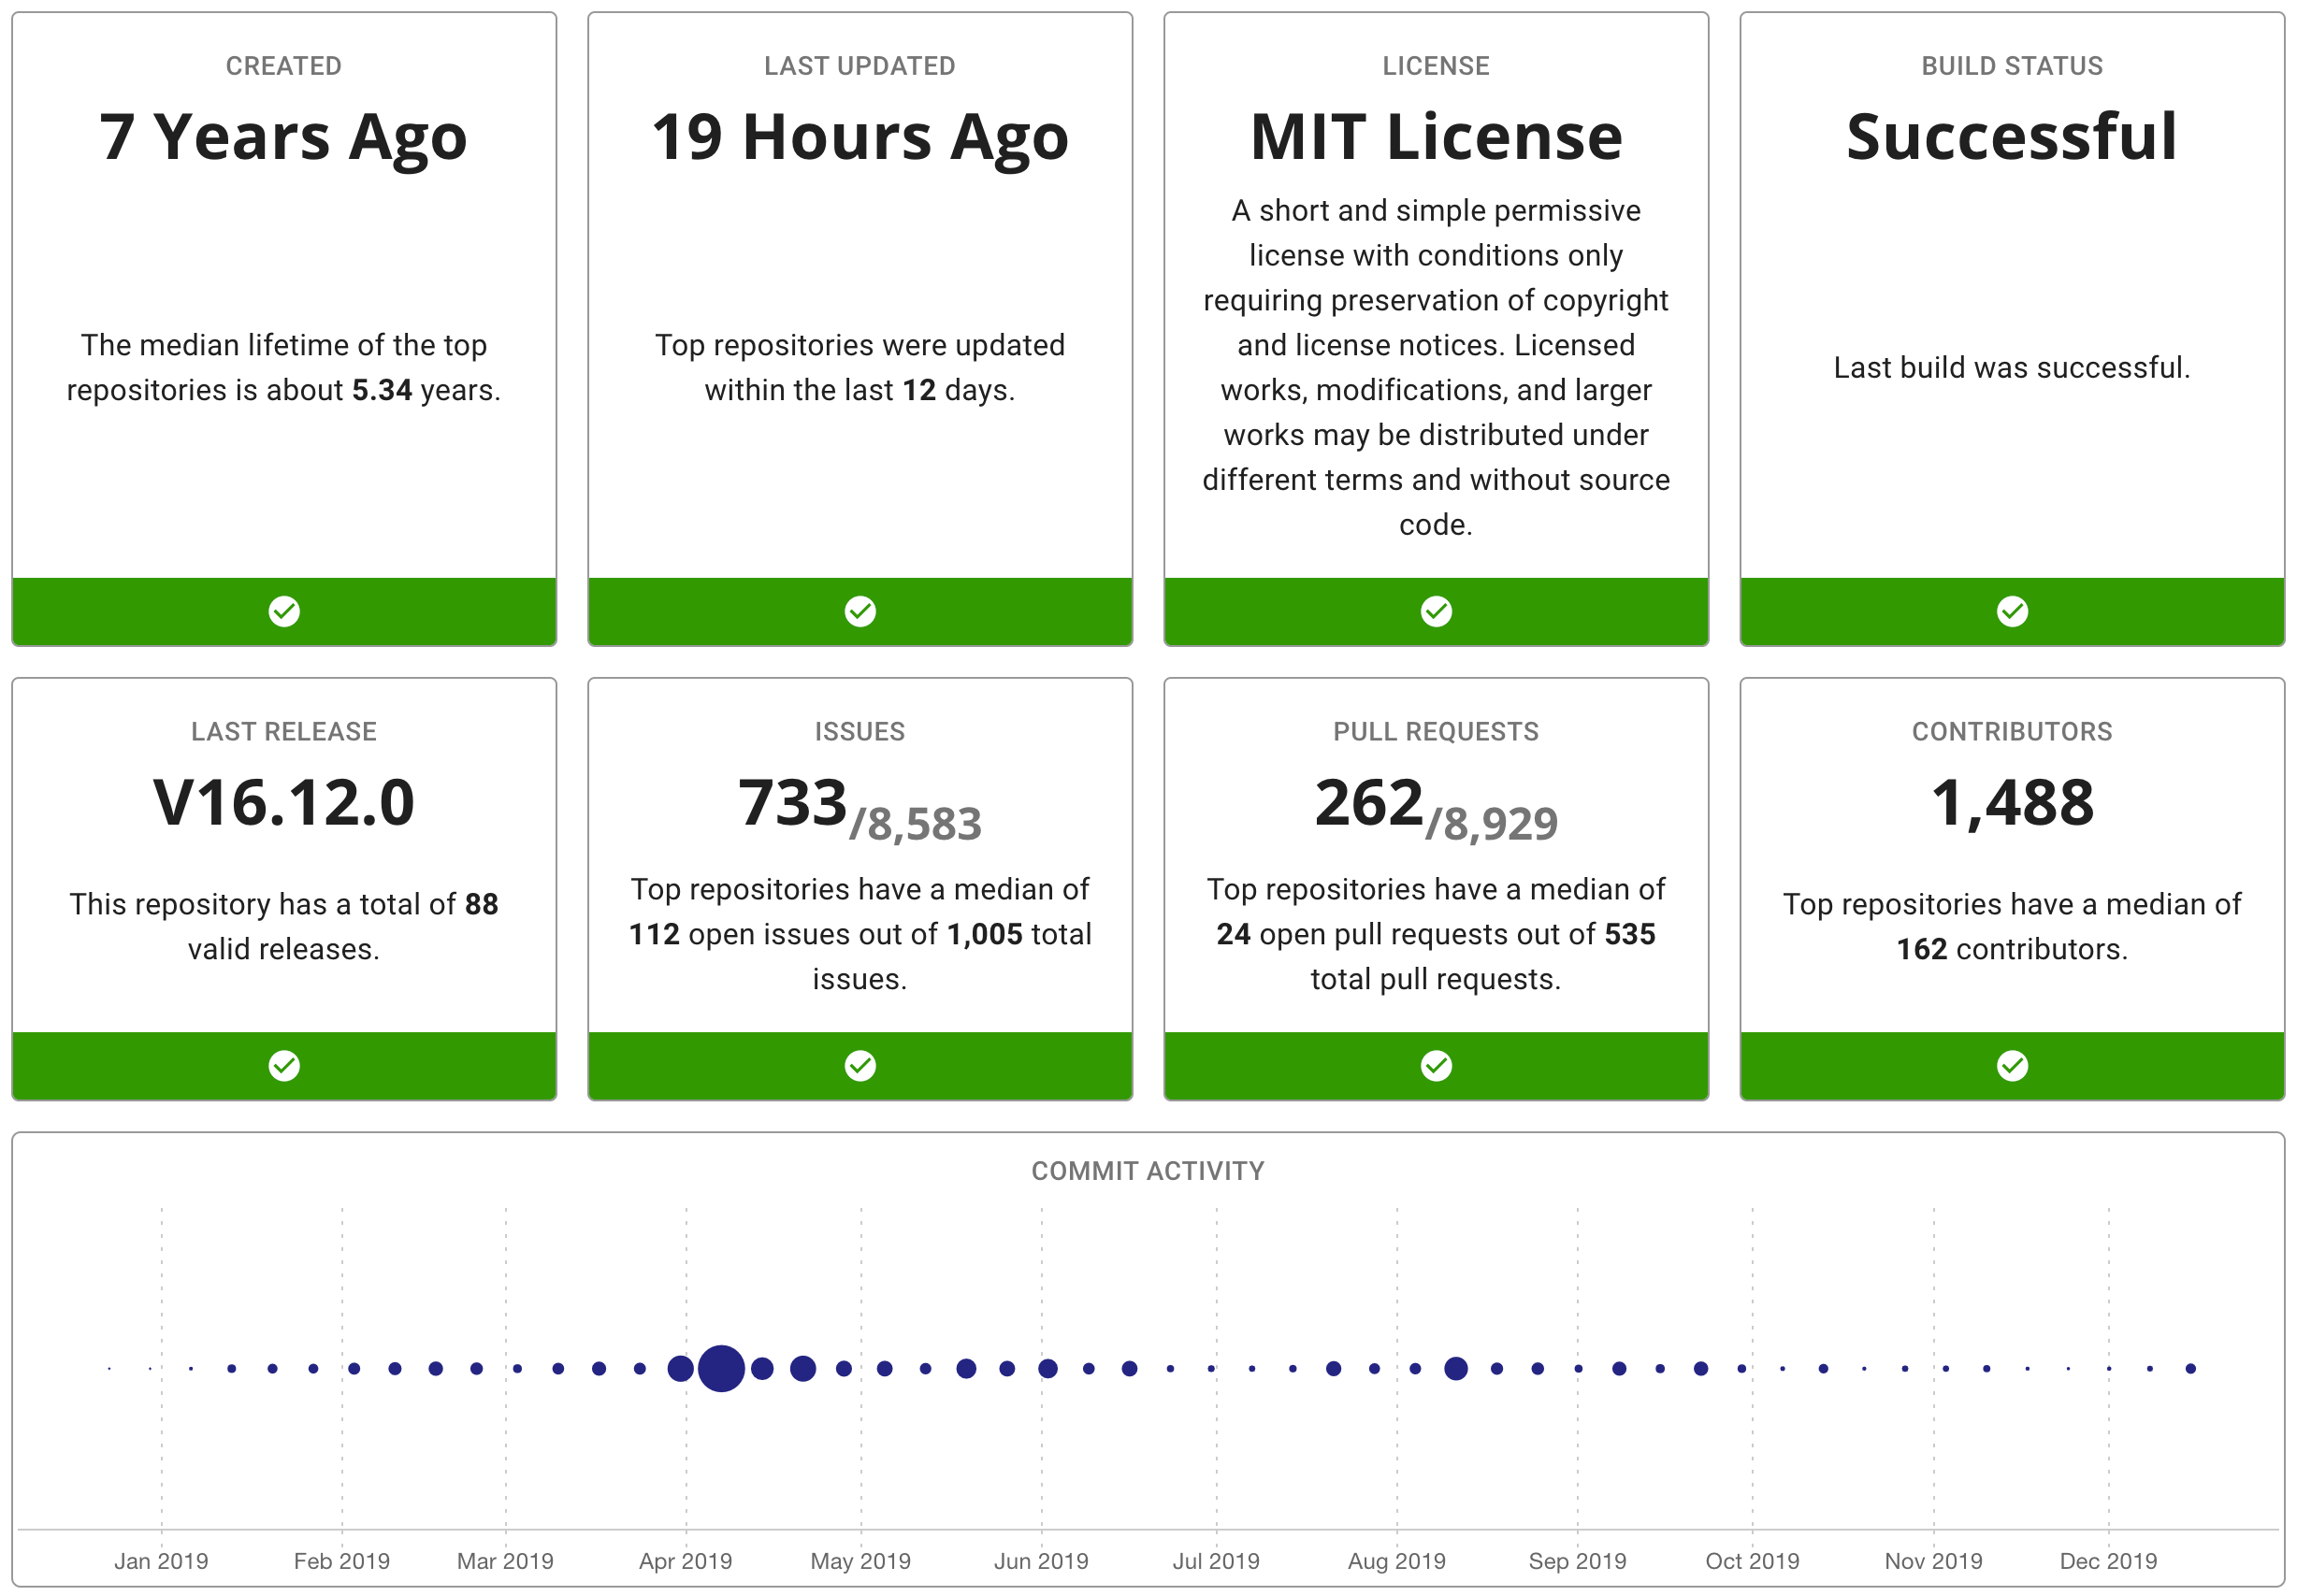 CREATED
7 Years Ago
The median lifetime of the top
repositories is about 5.34 years.
LAST UPDATED
19 Hours Ago
Top repositories were updated
within the last 12 days.
LICENSE
MIT License
A short and simple permissive
license with conditions only
requiring preservation of copyright
and license notices. Licensed
works, modifications, and larger
works may be distributed under
different terms and without source
code.
BUILD STATUS
Successful
Last build was successful.
LAST RELEASE
V16.12.0
This repository has a total of 88
valid releases.
ISSUES
733/8,583
Top repositories have a median of
112 open issues out of 1,005 total
issues.
PULL REQUESTS
262/8,929
Top repositories have a median of
24 open pull requests out of 535
total pull requests.
CONTRIBUTORS
1,488
Top repositories have a median of
162 contributors.
COMMIT ACTIVITY
Jan 2019 Feb 2019 Mar 2019 Apr 2019 May 2019 Jun 2019 Jul 2019 Aug 2019 Sep 2019 Oct 2019 Nov 2019 Dec 2019